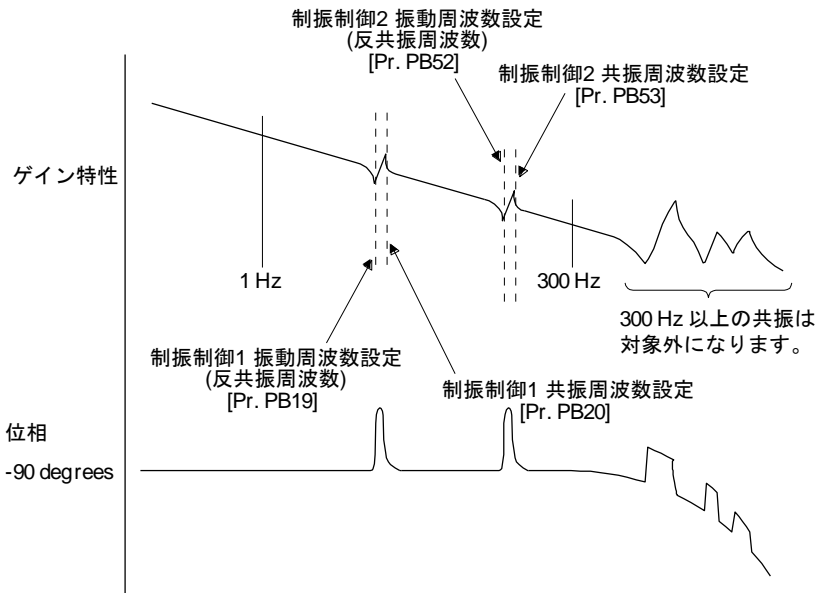 制振制御2 振動周波数設定
(反共振周波数)
[Pr. PB52]
制振制御2 共振周波数設定
[Pr. PB53]
ゲイン特性
1 Hz
300 Hz
300 Hz 以上の共振は
対象外になります。
制振制御1 振動周波数設定
(反共振周波数)
[Pr. PB19]
制振制御1 共振周波数設定
[Pr. PB20]
位相
-90 degrees